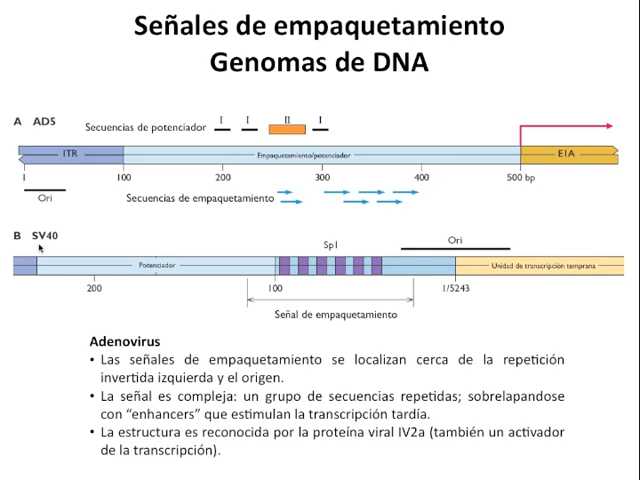 Señales de empaquetamiento
Genomas de DNA
A AD5
Secuencias de potenciador
I I II I
ITR
Empaquetamiento/potenciador
E1A
1 100 200 300 400 500 bp
Ori
Secuencias de empaquetamiento
B SV40
Sp1
Ori
Potenciador
Unidad de transcripción temprana
200 100 1/5243
Señal de empaquetamiento
Adenovirus
• Las señales de empaquetamiento se localizan cerca de la repetición
invertida izquierda y el origen.
• La señal es compleja: un grupo de secuencias repetidas; sobrelapandose
con “enhancers” que estimulan la transcripción tardía.
• La estructura es reconocida por la proteína viral IV2a (también un activador
de la transcripción).